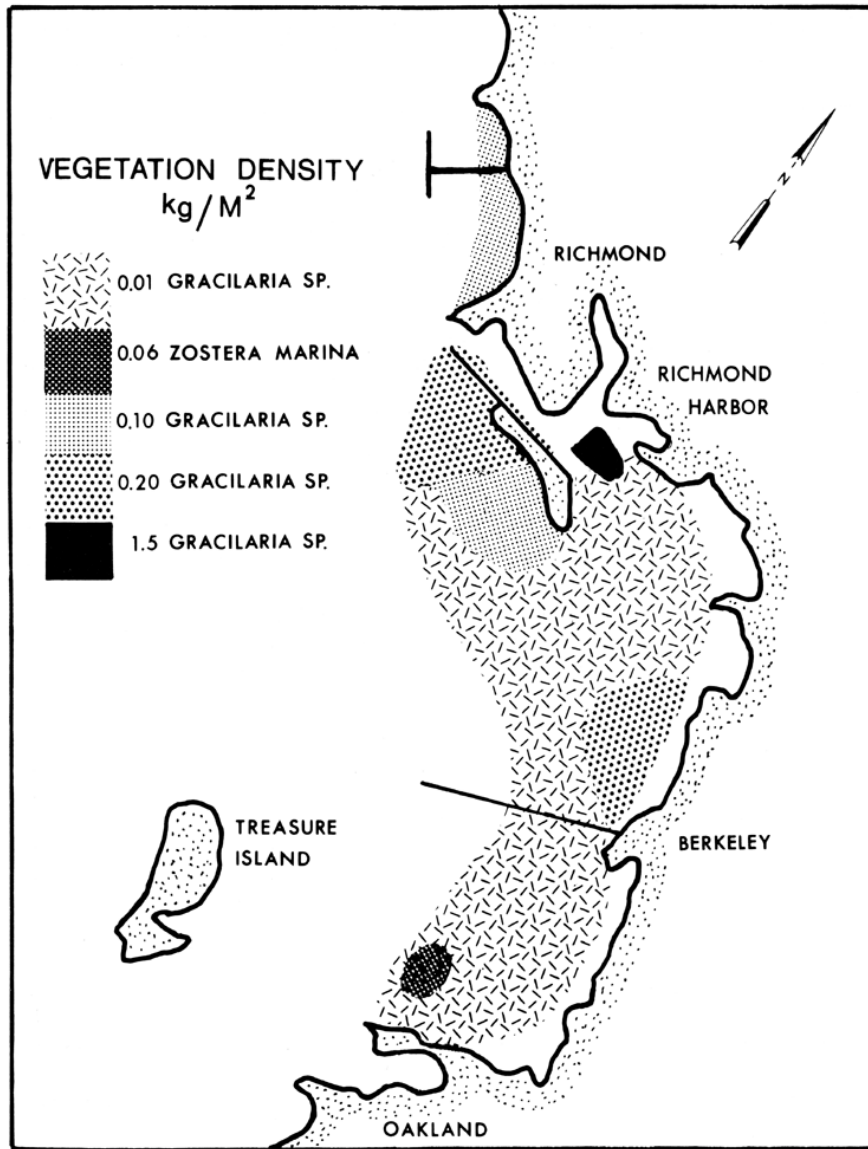 VEGETATION DENSITY
kg/M²
0.01 GRACILARIA SP.
0.06 ZOSTERA MARINA
0.10 GRACILARIA SP.
0.20 GRACILARIA SP.
1.5 GRACILARIA SP.
N
RICHMOND
RICHMOND
HARBOR
TREASURE
ISLAND
BERKELEY
OAKLAND